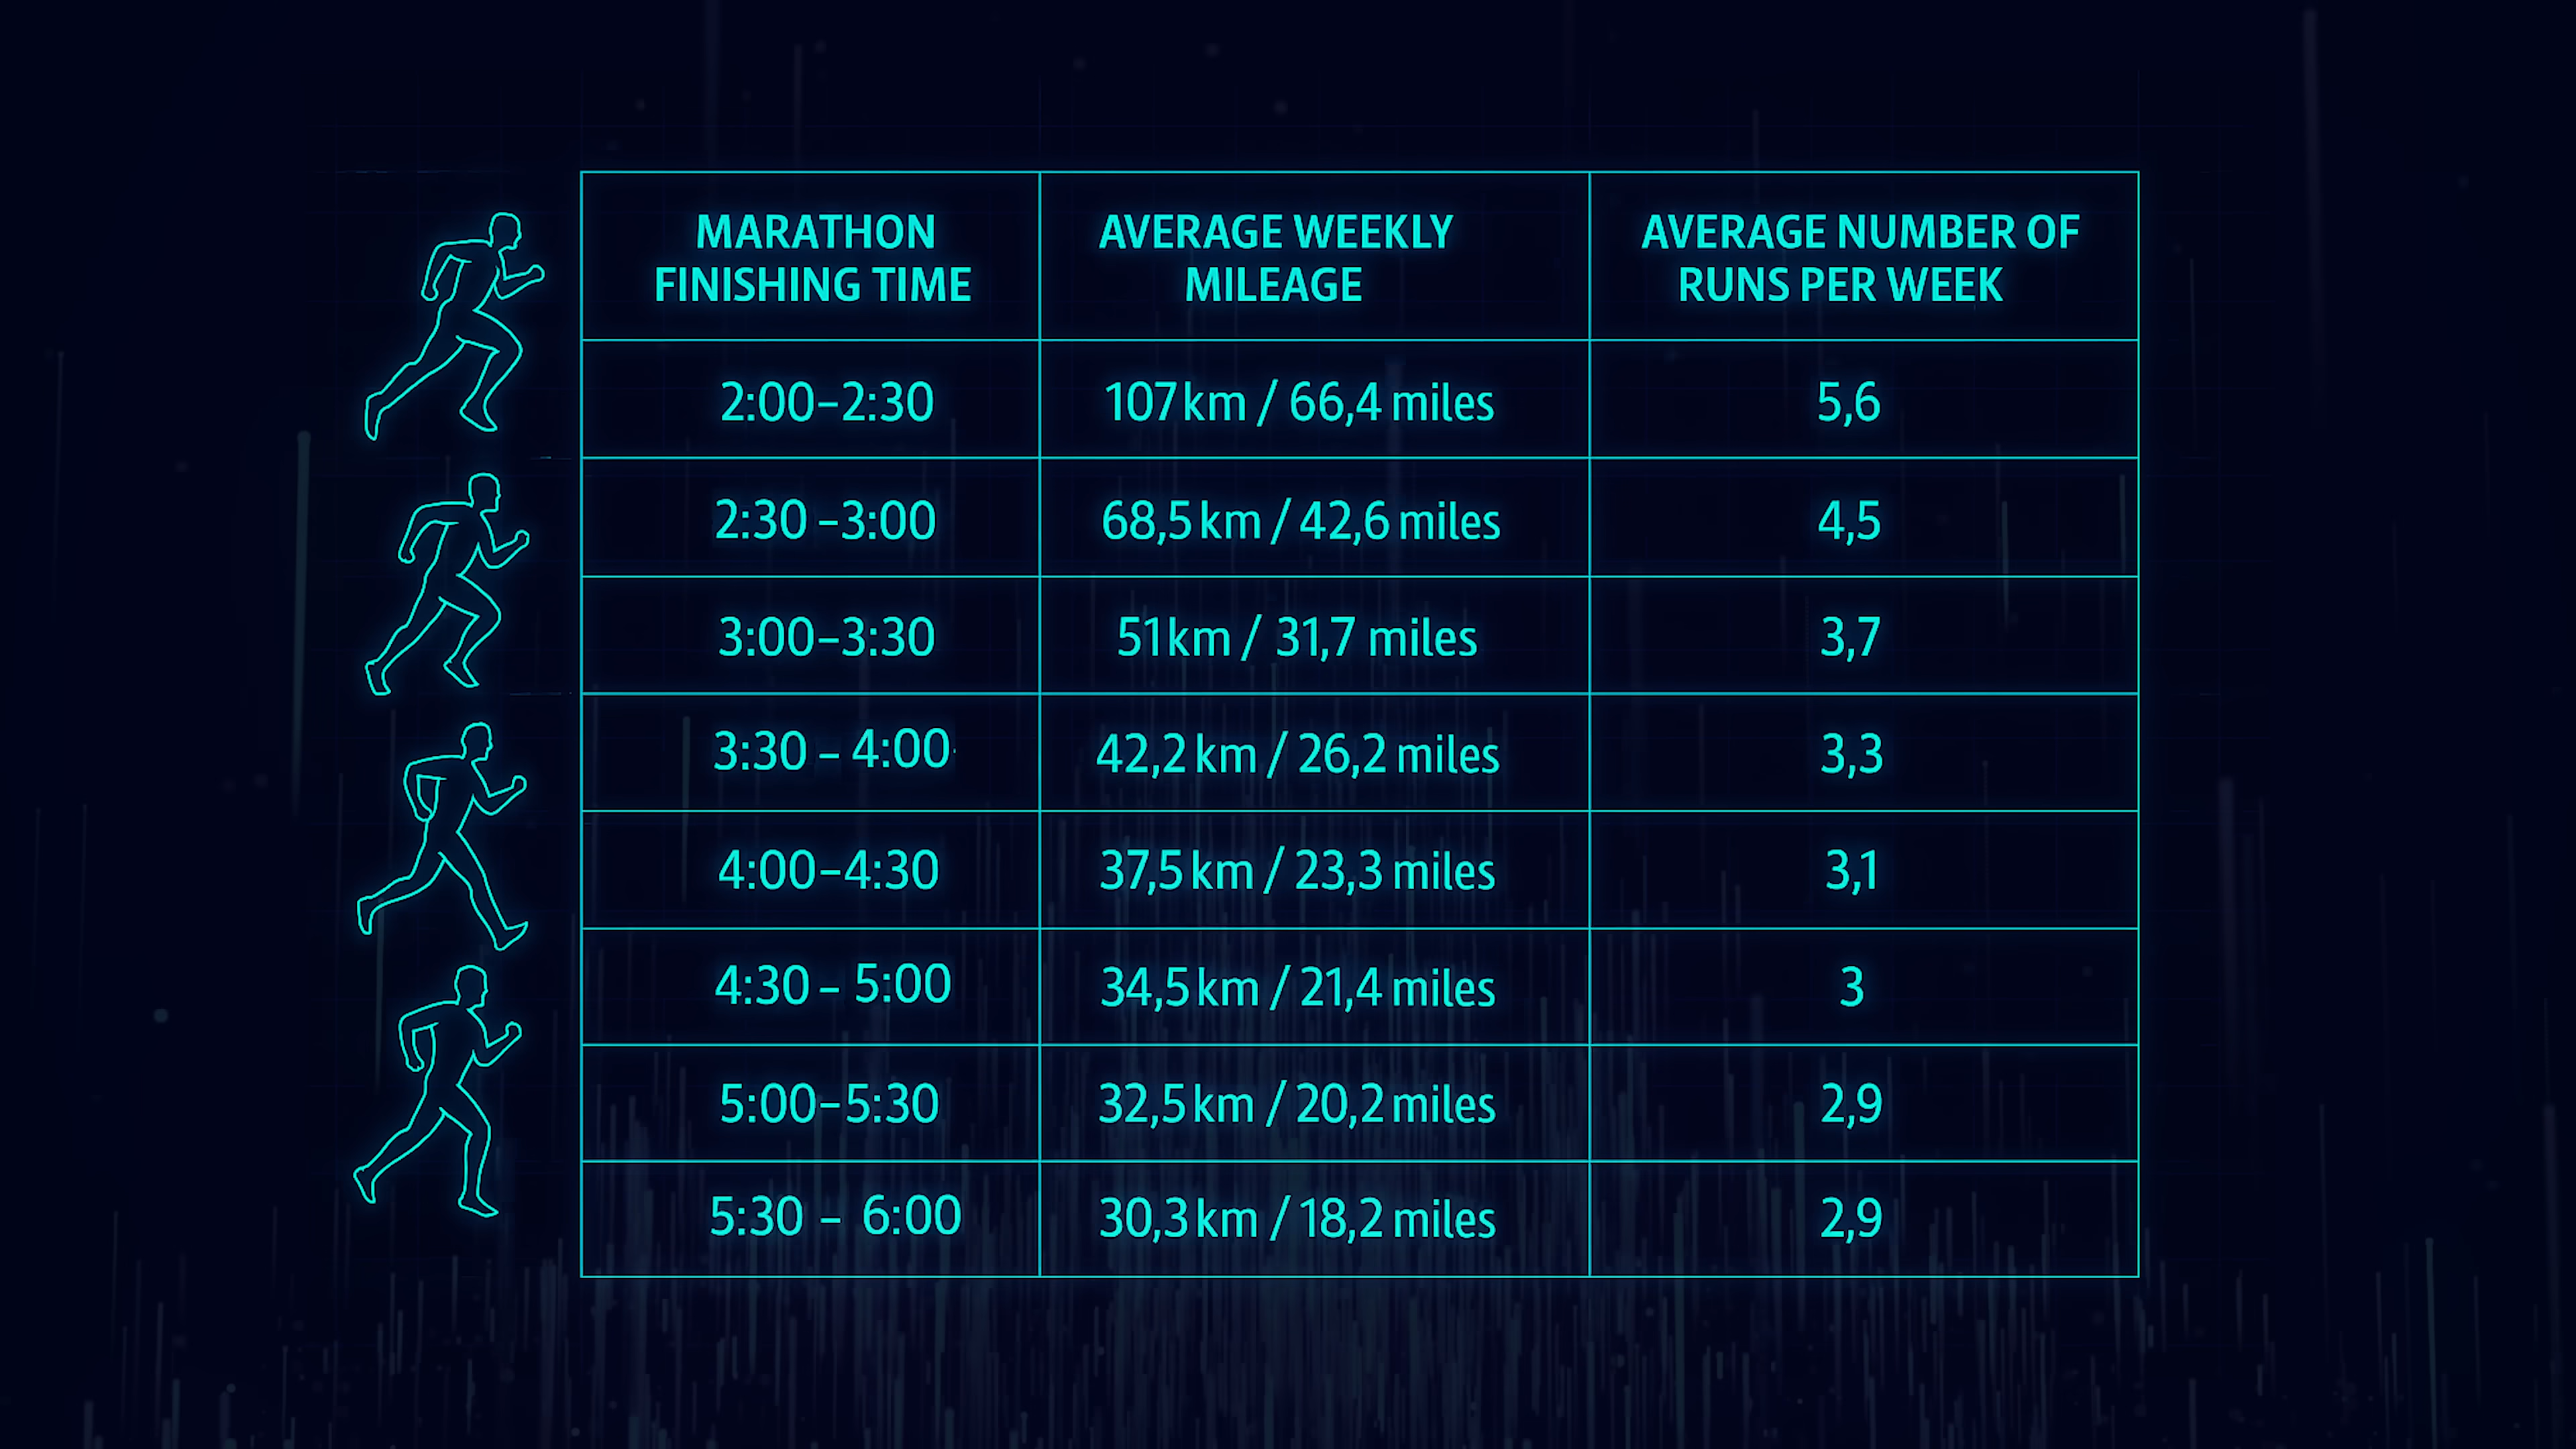 MARATHON
FINISHING TIME
AVERAGE WEEKLY
MILEAGE
AVERAGE NUMBER OF
RUNS PER WEEK
2:00–2:30 107km / 66,4 miles 5,6
2:30 –3:00 68,5 km / 42,6 miles 4,5
3:00–3:30 51km / 31,7 miles 3,7
3:30 – 4:00 42,2 km / 26,2 miles 3,3
4:00–4:30 37,5 km / 23,3 miles 3,1
4:30 – 5:00 34,5 km / 21,4 miles 3
5:00–5:30 32,5 km / 20,2 miles 2,9
5:30 – 6:00 30,3 km / 18,2 miles 2,9